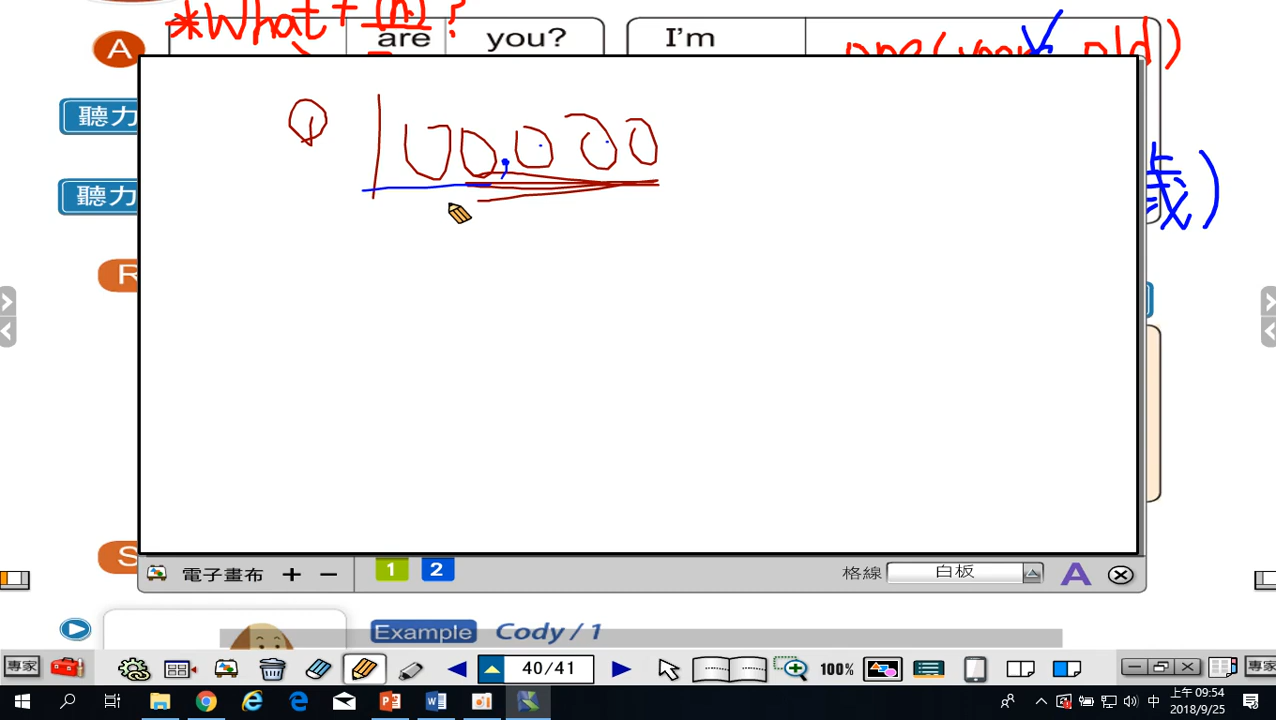 *What + (n.) ?
A are you? I'm one (year old)
聽力
歲)
聽力
Q 100,000
R
S
電子畫布 + − 1 2 格線 白板 A
Example Cody / 1
專家 40/41 100% 專家
中 上午 09:54
2018/9/25